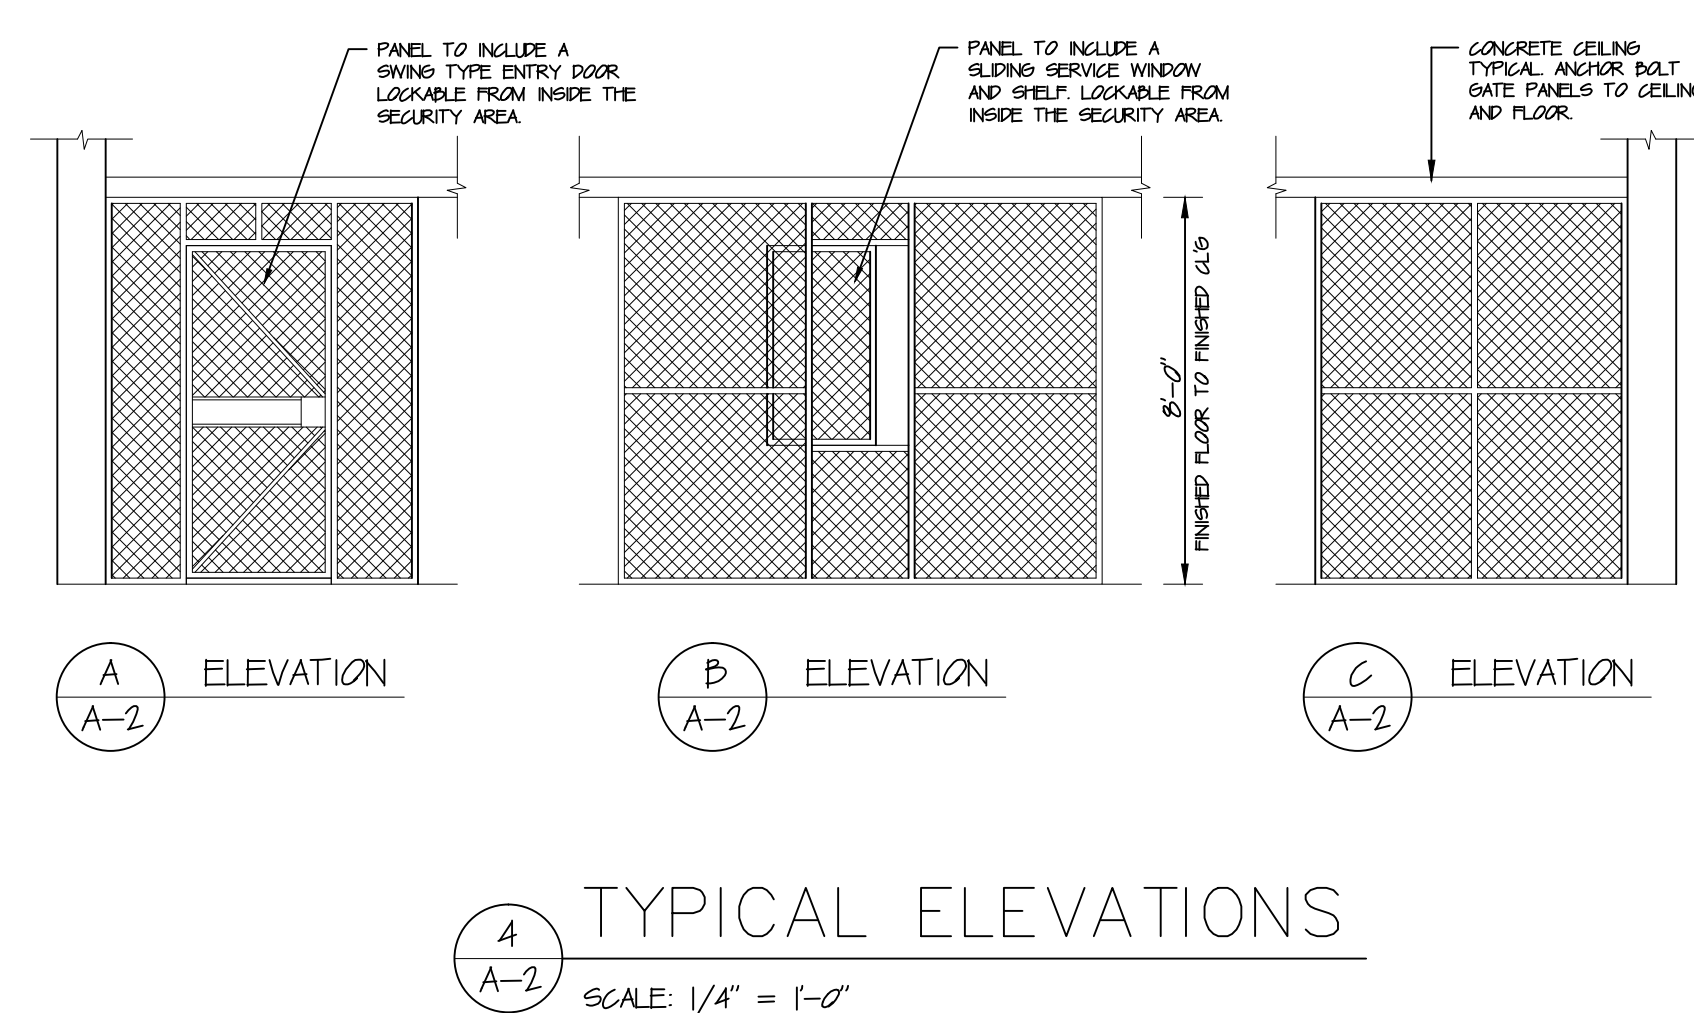 PANEL TO INCLUDE A
SWING TYPE ENTRY DOOR
LOCKABLE FROM INSIDE THE
SECURITY AREA.
PANEL TO INCLUDE A
SLIDING SERVICE WINDOW
AND SHELF. LOCKABLE FROM
INSIDE THE SECURITY AREA.
CONCRETE CEILING
TYPICAL. ANCHOR BOLT
GATE PANELS TO CEILING
AND FLOOR.
8'-0"
FINISHED FLOOR TO FINISHED CL'G
A
A-2
ELEVATION
B
A-2
ELEVATION
C
A-2
ELEVATION
4
A-2
TYPICAL ELEVATIONS
SCALE: 1/4" = 1'-0"